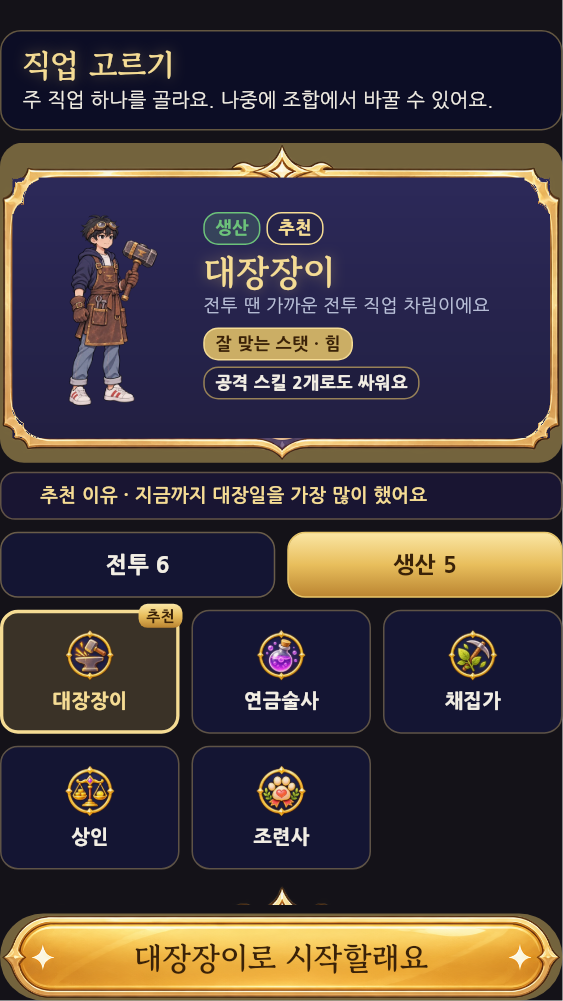 직업 고르기
주 직업 하나를 골라요. 나중에 조합에서 바꿀 수 있어요.
생산 추천
대장장이
전투 땐 가까운 전투 직업 차림이에요
잘 맞는 스탯 · 힘
공격 스킬 2개로도 싸워요
추천 이유 · 지금까지 대장일을 가장 많이 했어요
전투 6 생산 5
추천
대장장이 연금술사 채집가
상인 조련사
대장장이로 시작할래요